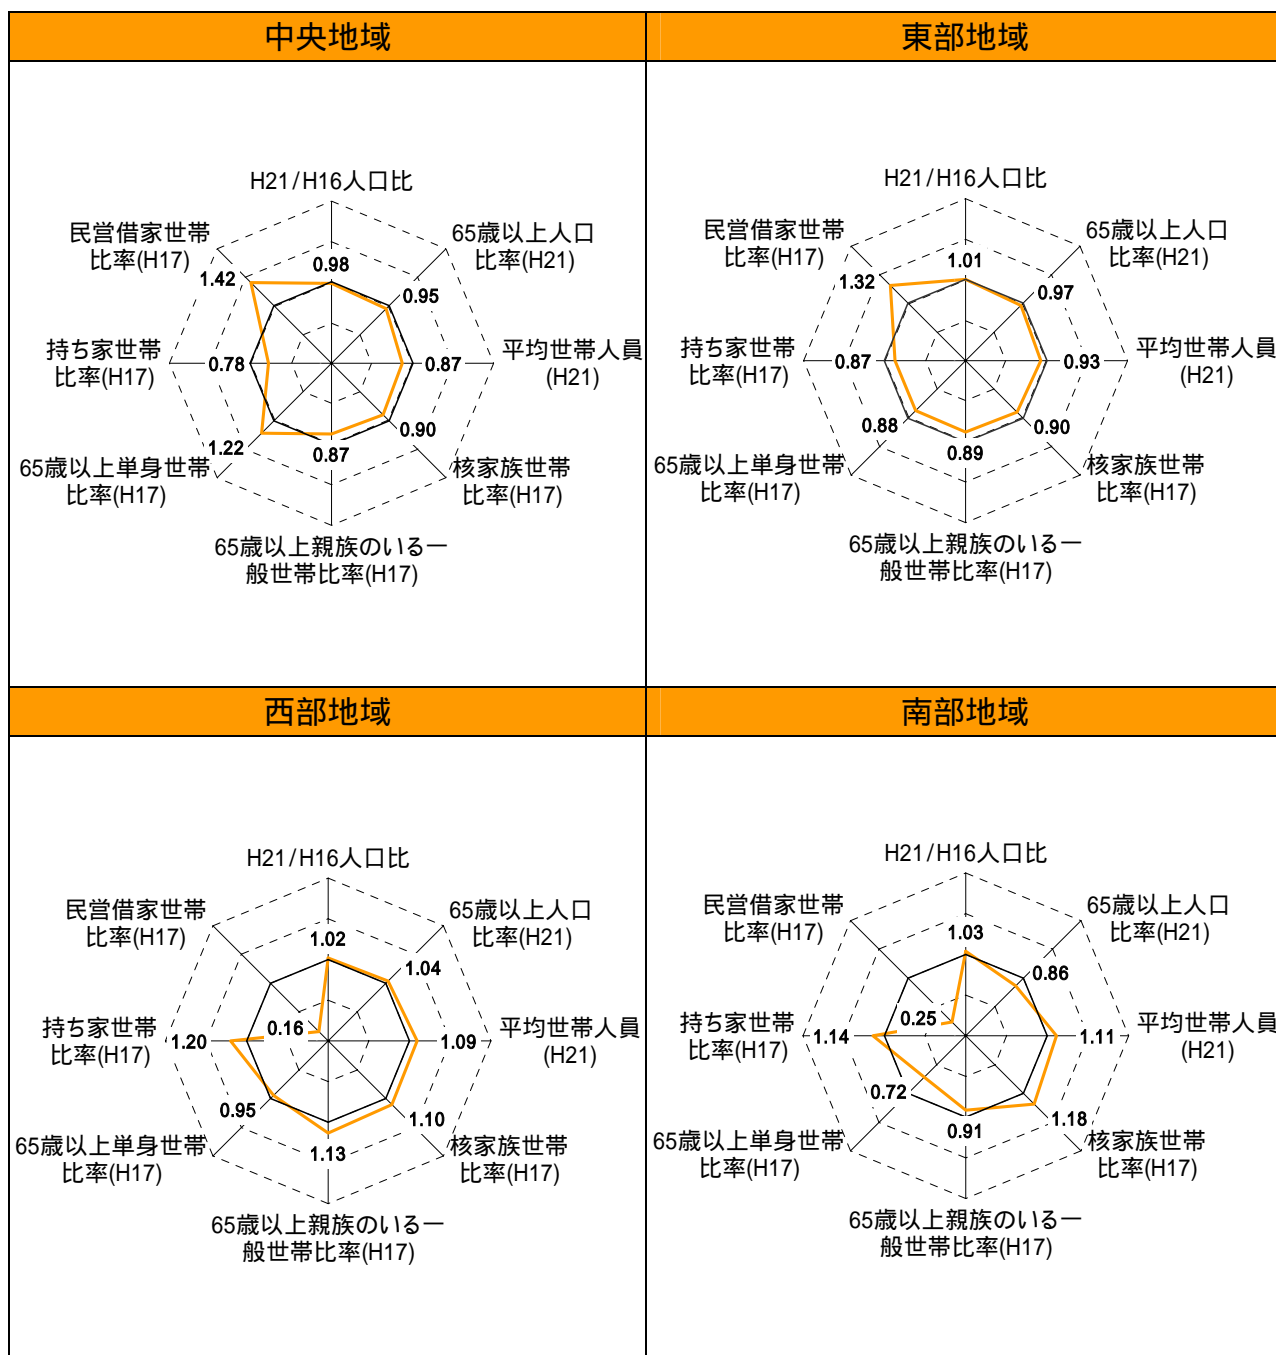 中央地域
H21/H16人口比
民営借家世帯
比率(H17)
65歳以上人口
比率(H21)
1.42
0.98
0.95
持ち家世帯
比率(H17)
0.78
0.87
平均世帯人員
(H21)
1.22
0.87
0.90
65歳以上単身世帯
比率(H17)
核家族世帯
比率(H17)
65歳以上親族のいる一
般世帯比率(H17)
東部地域
H21/H16人口比
民営借家世帯
比率(H17)
65歳以上人口
比率(H21)
1.32
1.01
0.97
持ち家世帯
比率(H17)
0.87
0.93
平均世帯人員
(H21)
0.88
0.89
0.90
65歳以上単身世帯
比率(H17)
核家族世帯
比率(H17)
65歳以上親族のいる一
般世帯比率(H17)
西部地域
H21/H16人口比
民営借家世帯
比率(H17)
65歳以上人口
比率(H21)
1.02
1.04
持ち家世帯
比率(H17)
1.20
0.16
1.09
平均世帯人員
(H21)
0.95
1.13
1.10
65歳以上単身世帯
比率(H17)
核家族世帯
比率(H17)
65歳以上親族のいる一
般世帯比率(H17)
南部地域
H21/H16人口比
民営借家世帯
比率(H17)
65歳以上人口
比率(H21)
1.03
0.86
持ち家世帯
比率(H17)
1.14
0.25
1.11
平均世帯人員
(H21)
0.72
0.91
1.18
65歳以上単身世帯
比率(H17)
核家族世帯
比率(H17)
65歳以上親族のいる一
般世帯比率(H17)